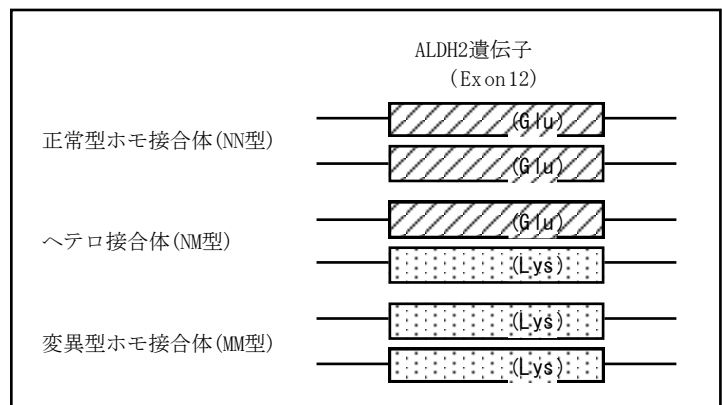 ALDH2遺伝子
(Exon12)
正常型ホモ接合体(NN型)
(Glu)
(Glu)
ヘテロ接合体(NM型)
(Glu)
(Lys)
変異型ホモ接合体(MM型)
(Lys)
(Lys)